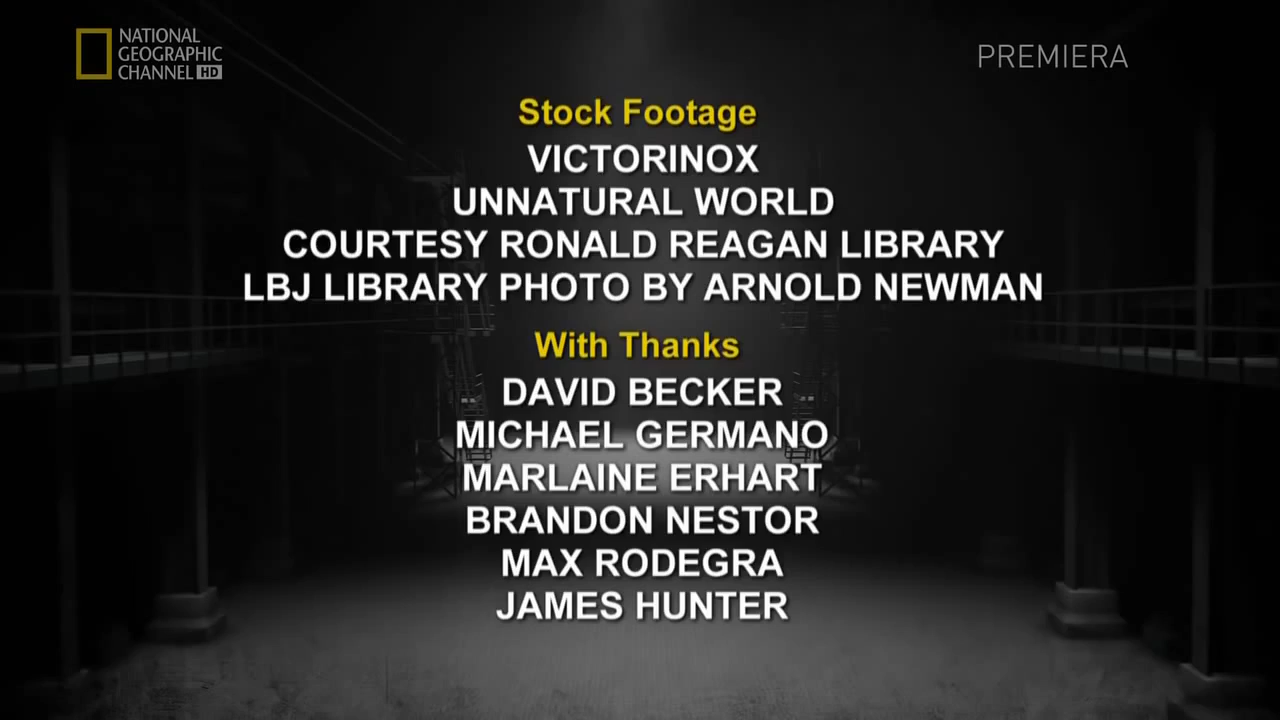 NATIONAL
GEOGRAPHIC
CHANNEL HD
PREMIERA
Stock Footage
VICTORINOX
UNNATURAL WORLD
COURTESY RONALD REAGAN LIBRARY
LBJ LIBRARY PHOTO BY ARNOLD NEWMAN
With Thanks
DAVID BECKER
MICHAEL GERMANO
MARLAINE ERHART
BRANDON NESTOR
MAX RODEGRA
JAMES HUNTER